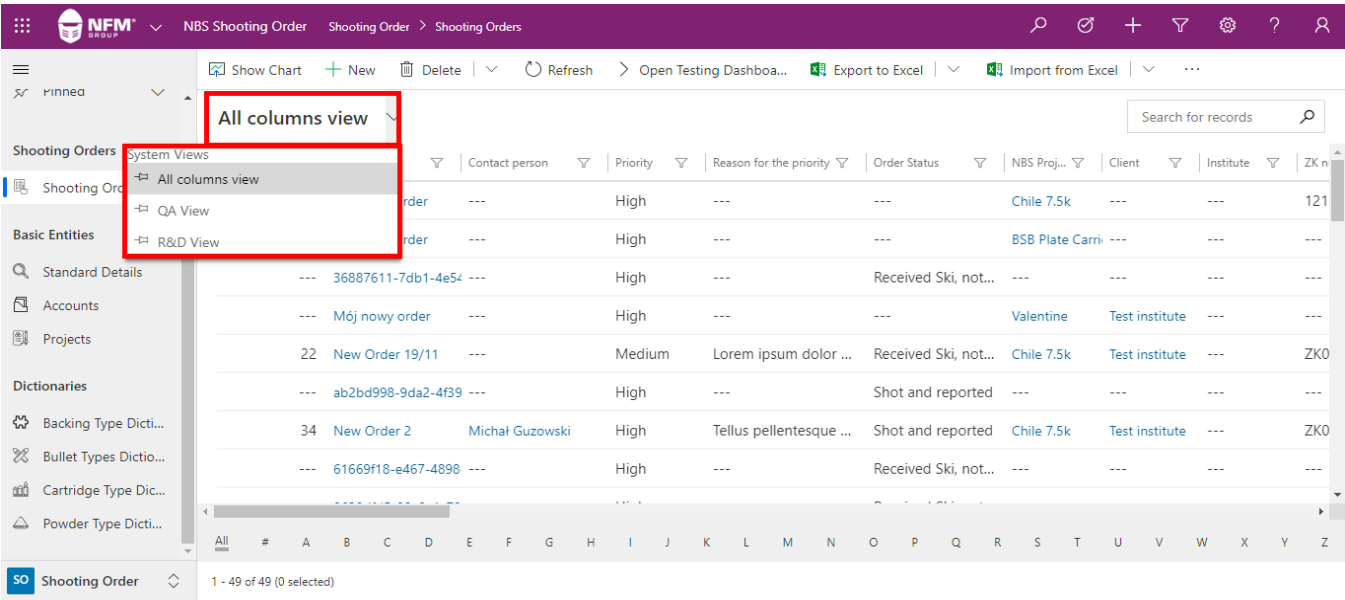 NFM® GROUP NBS Shooting Order Shooting Order > Shooting Orders
Show Chart New Delete Refresh Open Testing Dashboa... Export to Excel Import from Excel ...
Pinned
All columns view
Search for records
Shooting Orders
System Views
Contact person Priority Reason for the priority Order Status NBS Proj... Client Institute ZK n
All columns view
Shooting Ord
rder --- High --- --- Chile 7.5k --- --- 121
QA View
Basic Entities
R&D View
rder --- High --- --- BSB Plate Carri --- --- ---
Standard Details
--- 36887611-7db1-4e54 --- High --- Received Ski, not... --- --- --- ---
Accounts
--- Mój nowy order --- High --- --- Valentine Test institute --- ---
Projects
22 New Order 19/11 --- Medium Lorem ipsum dolor ... Received Ski, not... Chile 7.5k Test institute --- ZK0
Dictionaries
--- ab2bd998-9da2-4f39 --- High --- Shot and reported --- --- --- ---
Backing Type Dicti...
34 New Order 2 Michał Guzowski High Tellus pellentesque ... Shot and reported Chile 7.5k Test institute --- ZK0
Bullet Types Dictio...
--- 61669f18-e467-4898 --- High --- Received Ski, not... --- --- --- ---
Cartridge Type Dic...
Powder Type Dicti...
All # A B C D E F G H I J K L M N O P Q R S T U V W X Y Z
SO Shooting Order
1 - 49 of 49 (0 selected)